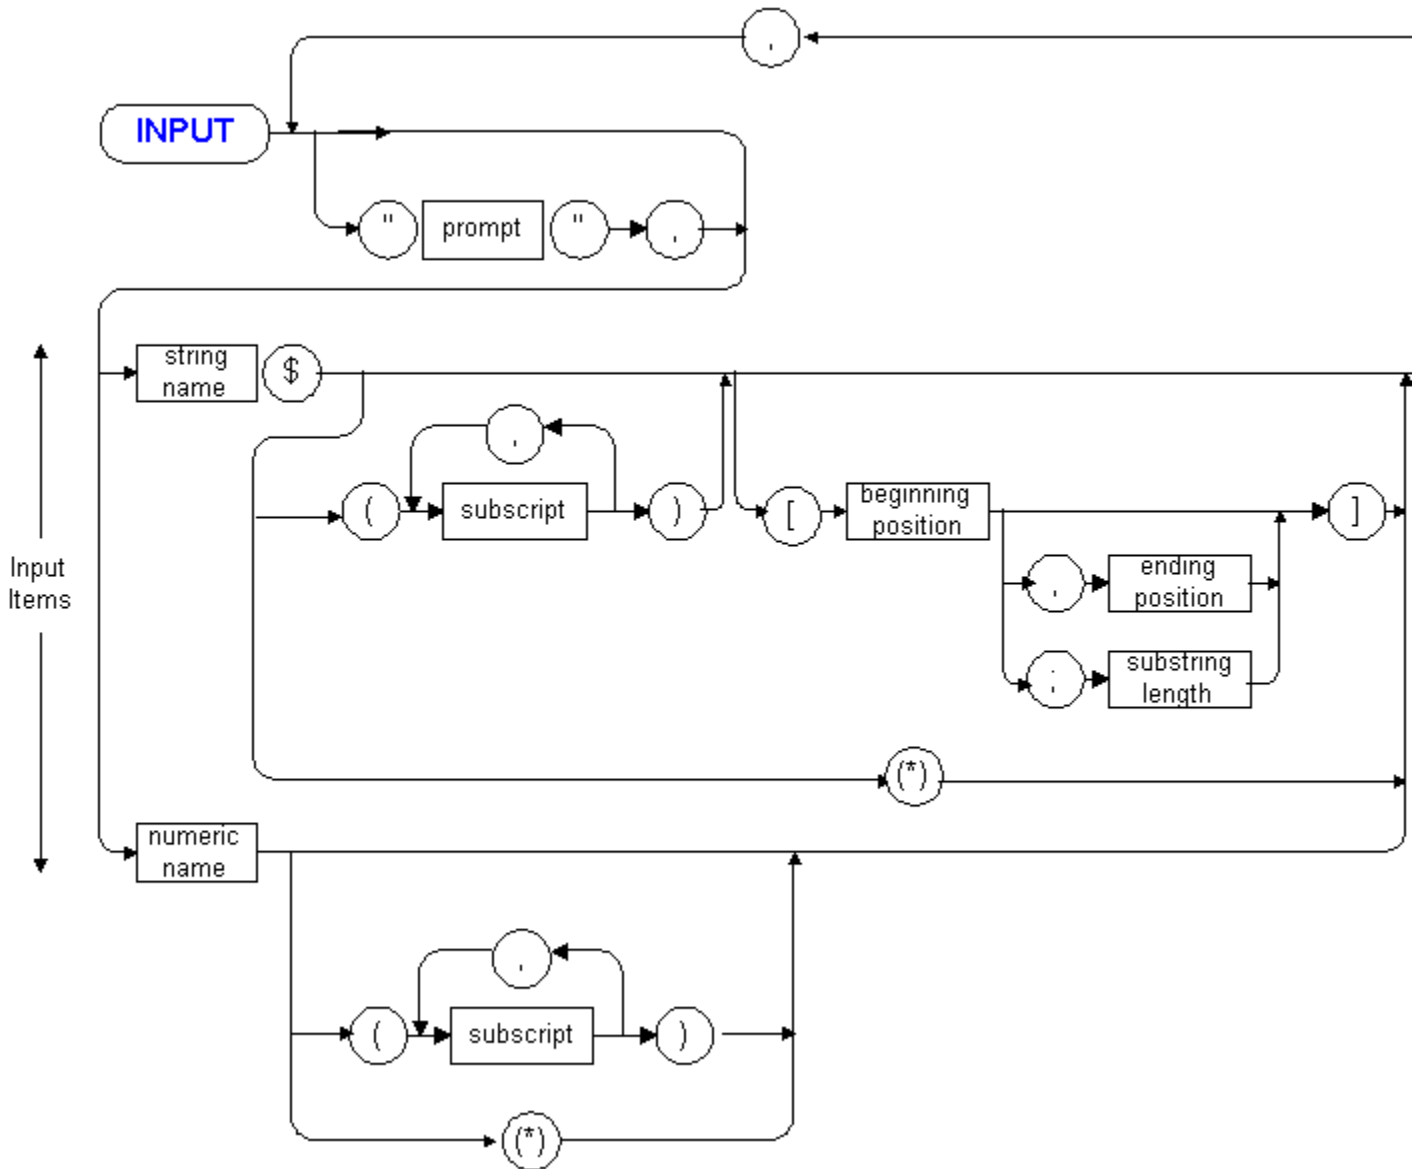 ,
INPUT
" prompt " ,
string
name
$
,
( subscript )
[
beginning
position
]
Input
Items
,
ending
position
;
substring
length
(*)
numeric
name
,
( subscript )
(*)